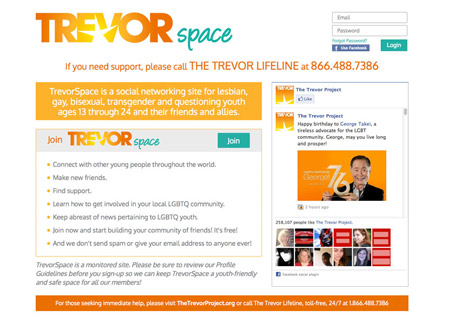 TREVOR space
Email
Password
Forgot Password?
Use Facebook
Login
If you need support, please call THE TREVOR LIFELINE at 866.488.7386
TrevorSpace is a social networking site for lesbian,
gay, bisexual, transgender and questioning youth
ages 13 through 24 and their friends and allies.
Join TREVOR space
Join
Connect with other young people throughout the world.
Make new friends.
Find support.
Learn how to get involved in your local LGBTQ community.
Keep abreast of news pertaining to LGBTQ youth.
Join now and start building your community of friends! It's free!
And we don't spam or give your email address to anyone ever!
TrevorSpace is a monitored site. Please be sure to review our Profile
Guidelines before you sign-up so we can keep TrevorSpace a youth-friendly
and safe space for all our members!
The Trevor Project
Like
The Trevor Project
Happy birthday to George Takei, a
tireless advocate for the LGBT
community. George, may you live long
and prosper!
George!
76
2 hours ago
258,107 people like The Trevor Project.
Facebook social plugin
For those seeking immediate help, please visit TheTrevorProject.org or call The Trevor Lifeline, toll-free, 24/7 at 1.866.488.7386